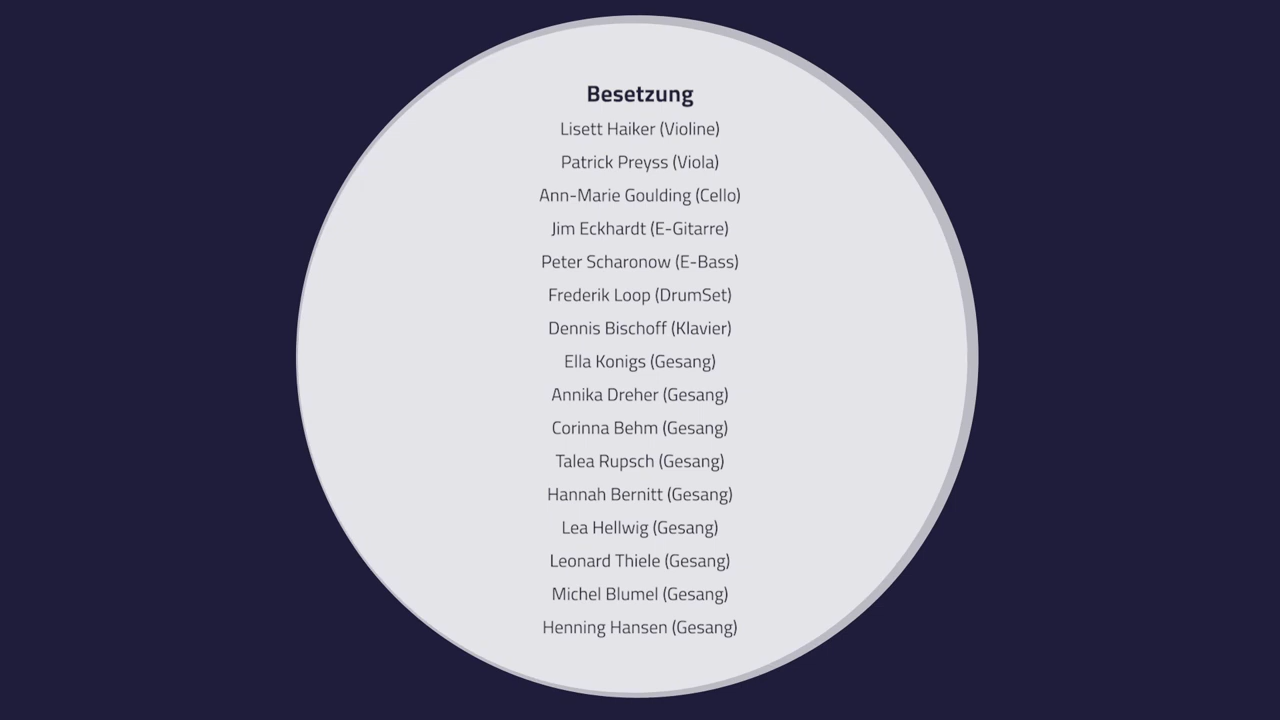 Besetzung
Lisett Haiker (Violine)
Patrick Preyss (Viola)
Ann-Marie Goulding (Cello)
Jim Eckhardt (E-Gitarre)
Peter Scharonow (E-Bass)
Frederik Loop (DrumSet)
Dennis Bischoff (Klavier)
Ella Konigs (Gesang)
Annika Dreher (Gesang)
Corinna Behm (Gesang)
Talea Rupsch (Gesang)
Hannah Bernitt (Gesang)
Lea Hellwig (Gesang)
Leonard Thiele (Gesang)
Michel Blumel (Gesang)
Henning Hansen (Gesang)